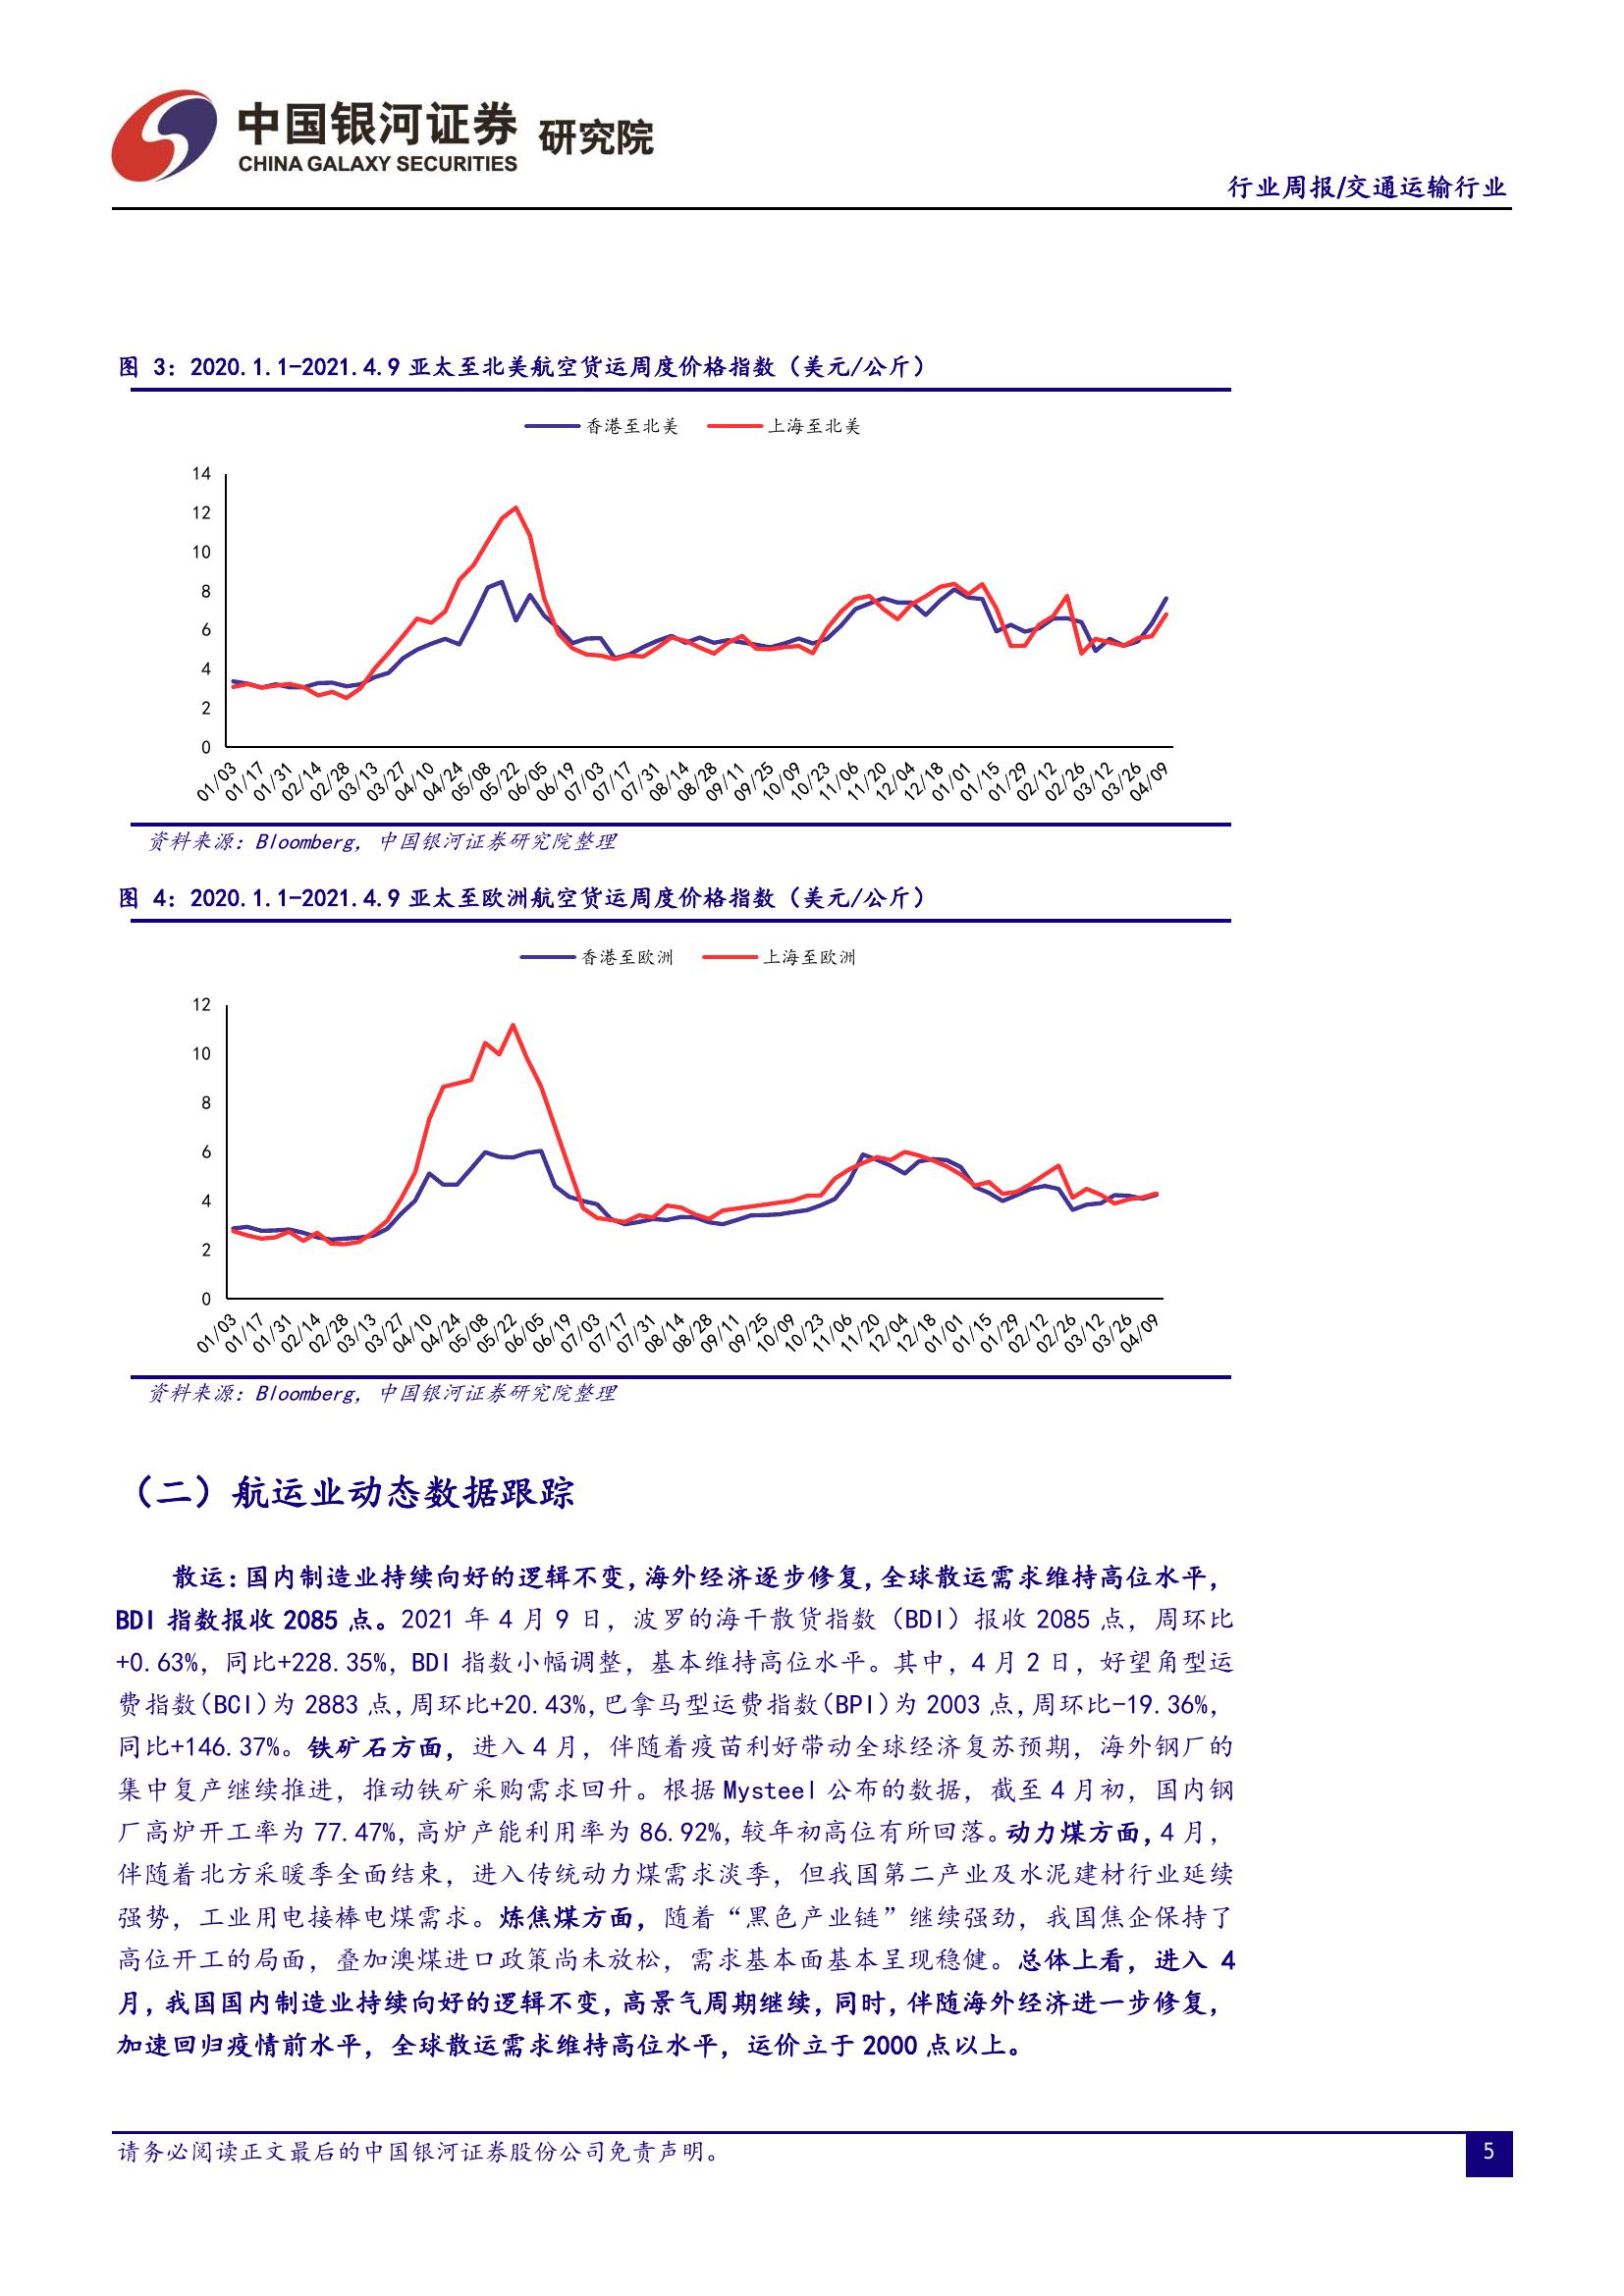 中国银河证券 研究院
CHINA GALAXY SECURITIES
行业周报/交通运输行业
图 3：2020.1.1-2021.4.9 亚太至北美航空货运周度价格指数（美元/公斤）
香港至北美 上海至北美
14
12
10
8
6
4
2
0
01/03 01/17 01/31 02/14 02/28 03/13 03/27 04/10 04/24 05/08 05/22 06/05 06/19 07/03 07/17 07/31 08/14 08/28 09/11 09/25 10/09 10/23 11/06 11/20 12/04 12/18 01/01 01/15 01/29 02/12 02/26 03/12 03/26 04/09
资料来源：Bloomberg，中国银河证券研究院整理
图 4：2020.1.1-2021.4.9 亚太至欧洲航空货运周度价格指数（美元/公斤）
香港至欧洲 上海至欧洲
12
10
8
6
4
2
0
01/03 01/17 01/31 02/14 02/28 03/13 03/27 04/10 04/24 05/08 05/22 06/05 06/19 07/03 07/17 07/31 08/14 08/28 09/11 09/25 10/09 10/23 11/06 11/20 12/04 12/18 01/01 01/15 01/29 02/12 02/26 03/12 03/26 04/09
资料来源：Bloomberg，中国银河证券研究院整理
（二）航运业动态数据跟踪
散运：国内制造业持续向好的逻辑不变，海外经济逐步修复，全球散运需求维持高位水平，
BDI 指数报收 2085 点。2021 年 4 月 9 日，波罗的海干散货指数（BDI）报收 2085 点，周环比
+0.63%，同比+228.35%，BDI 指数小幅调整，基本维持高位水平。其中，4 月 2 日，好望角型运
费指数（BCI）为 2883 点，周环比+20.43%，巴拿马型运费指数（BPI）为 2003 点，周环比-19.36%，
同比+146.37%。铁矿石方面，进入 4 月，伴随着疫苗利好带动全球经济复苏预期，海外钢厂的
集中复产继续推进，推动铁矿采购需求回升。根据 Mysteel 公布的数据，截至 4 月初，国内钢
厂高炉开工率为 77.47%，高炉产能利用率为 86.92%，较年初高位有所回落。动力煤方面，4 月，
伴随着北方采暖季全面结束，进入传统动力煤需求淡季，但我国第二产业及水泥建材行业延续
强势，工业用电接棒电煤需求。炼焦煤方面，随着“黑色产业链”继续强劲，我国焦企保持了
高位开工的局面，叠加澳煤进口政策尚未放松，需求基本面基本呈现稳健。总体上看，进入 4
月，我国国内制造业持续向好的逻辑不变，高景气周期继续，同时，伴随海外经济进一步修复，
加速回归疫情前水平，全球散运需求维持高位水平，运价立于 2000 点以上。
请务必阅读正文最后的中国银河证券股份公司免责声明。
5